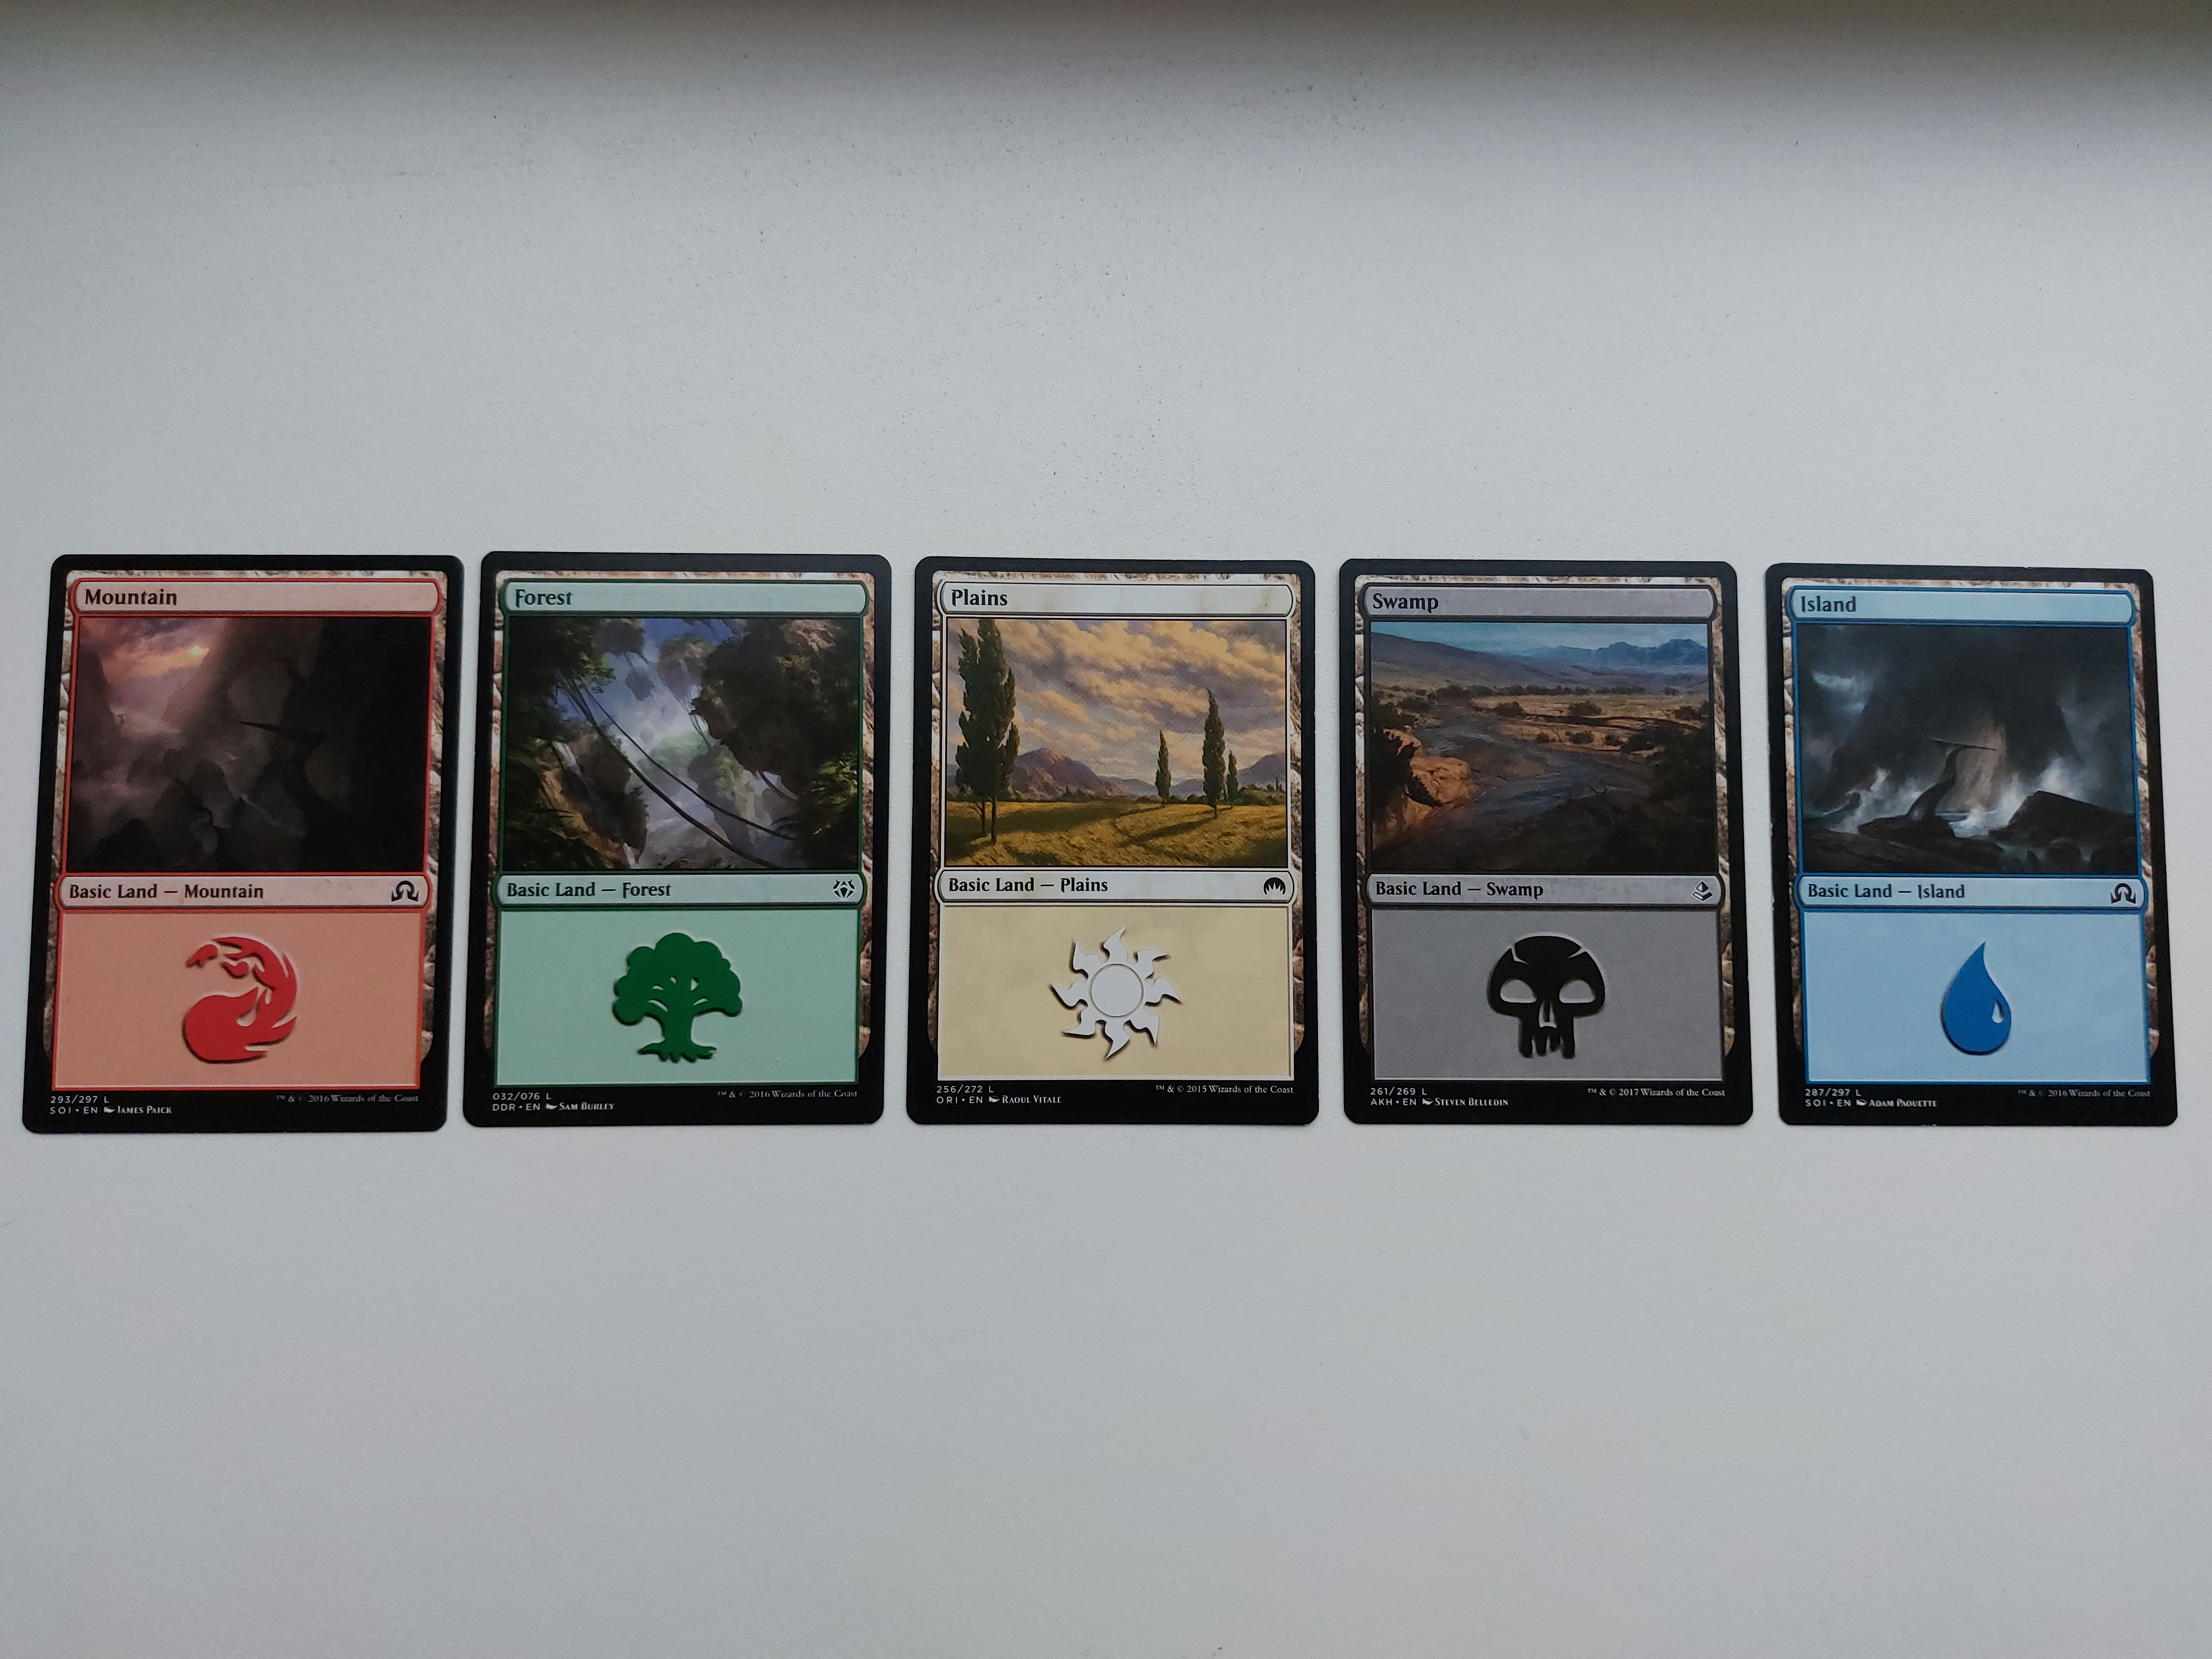 Mountain
Basic Land — Mountain
293/297 L
SOI • EN James Paick
™ & © 2016 Wizards of the Coast
Forest
Basic Land — Forest
032/076 L
DDR • EN Sam Burley
™ & © 2016 Wizards of the Coast
Plains
Basic Land — Plains
256/272 L
ORI • EN Raoul Vitale
™ & © 2015 Wizards of the Coast
Swamp
Basic Land — Swamp
261/269 L
AKH • EN Steven Belledin
™ & © 2017 Wizards of the Coast
Island
Basic Land — Island
287/297 L
SOI • EN Adam Paquette
™ & © 2016 Wizards of the Coast